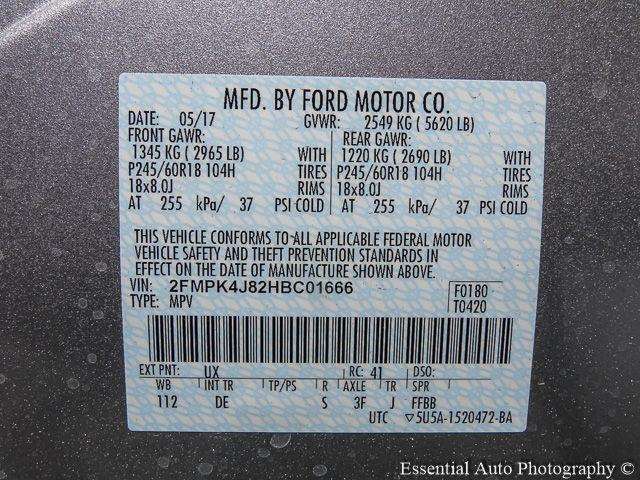 MFD. BY FORD MOTOR CO.
DATE: 05/17 GVWR: 2549 KG ( 5620 LB)
FRONT GAWR: REAR GAWR:
1345 KG ( 2965 LB) WITH 1220 KG ( 2690 LB) WITH
P245/60R18 104H TIRES P245/60R18 104H TIRES
18x8.0J RIMS 18x8.0J RIMS
AT 255 kPa/ 37 PSI COLD AT 255 kPa/ 37 PSI COLD
THIS VEHICLE CONFORMS TO ALL APPLICABLE FEDERAL MOTOR
VEHICLE SAFETY AND THEFT PREVENTION STANDARDS IN
EFFECT ON THE DATE OF MANUFACTURE SHOWN ABOVE.
VIN: 2FMPK4J82HBC01666 F0180
TYPE: MPV T0420
EXT PNT: UX RC: 41 DSO:
WB INT TR TP/PS R AXLE TR SPR
112 DE S 3F J FFBB
UTC ▽5U5A-1520472-BA
Essential Auto Photography ©